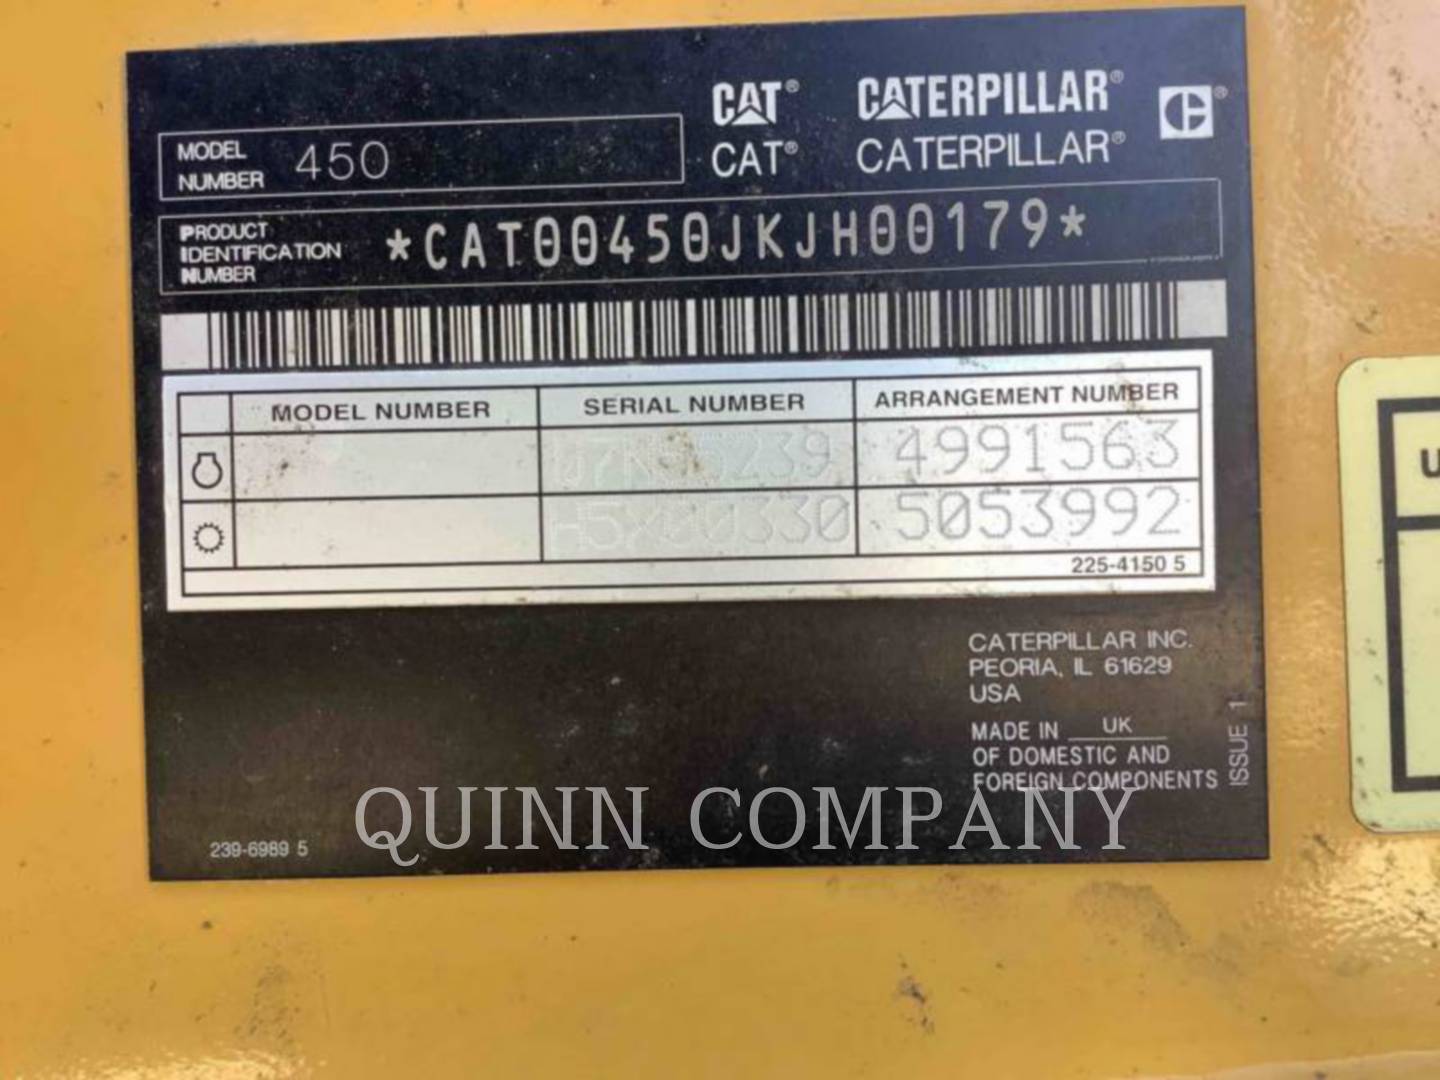 CAT® CATERPILLAR®
CAT® CATERPILLAR®
MODEL NUMBER 450
PRODUCT IDENTIFICATION NUMBER *CAT00450JKJH00179*
MODEL NUMBER SERIAL NUMBER ARRANGEMENT NUMBER
4991563
H5X00330 5053992
225-4150 5
CATERPILLAR INC.
PEORIA, IL 61629
USA
MADE IN UK
OF DOMESTIC AND
FOREIGN COMPONENTS
ISSUE 1
239-6989 5
QUINN COMPANY
U